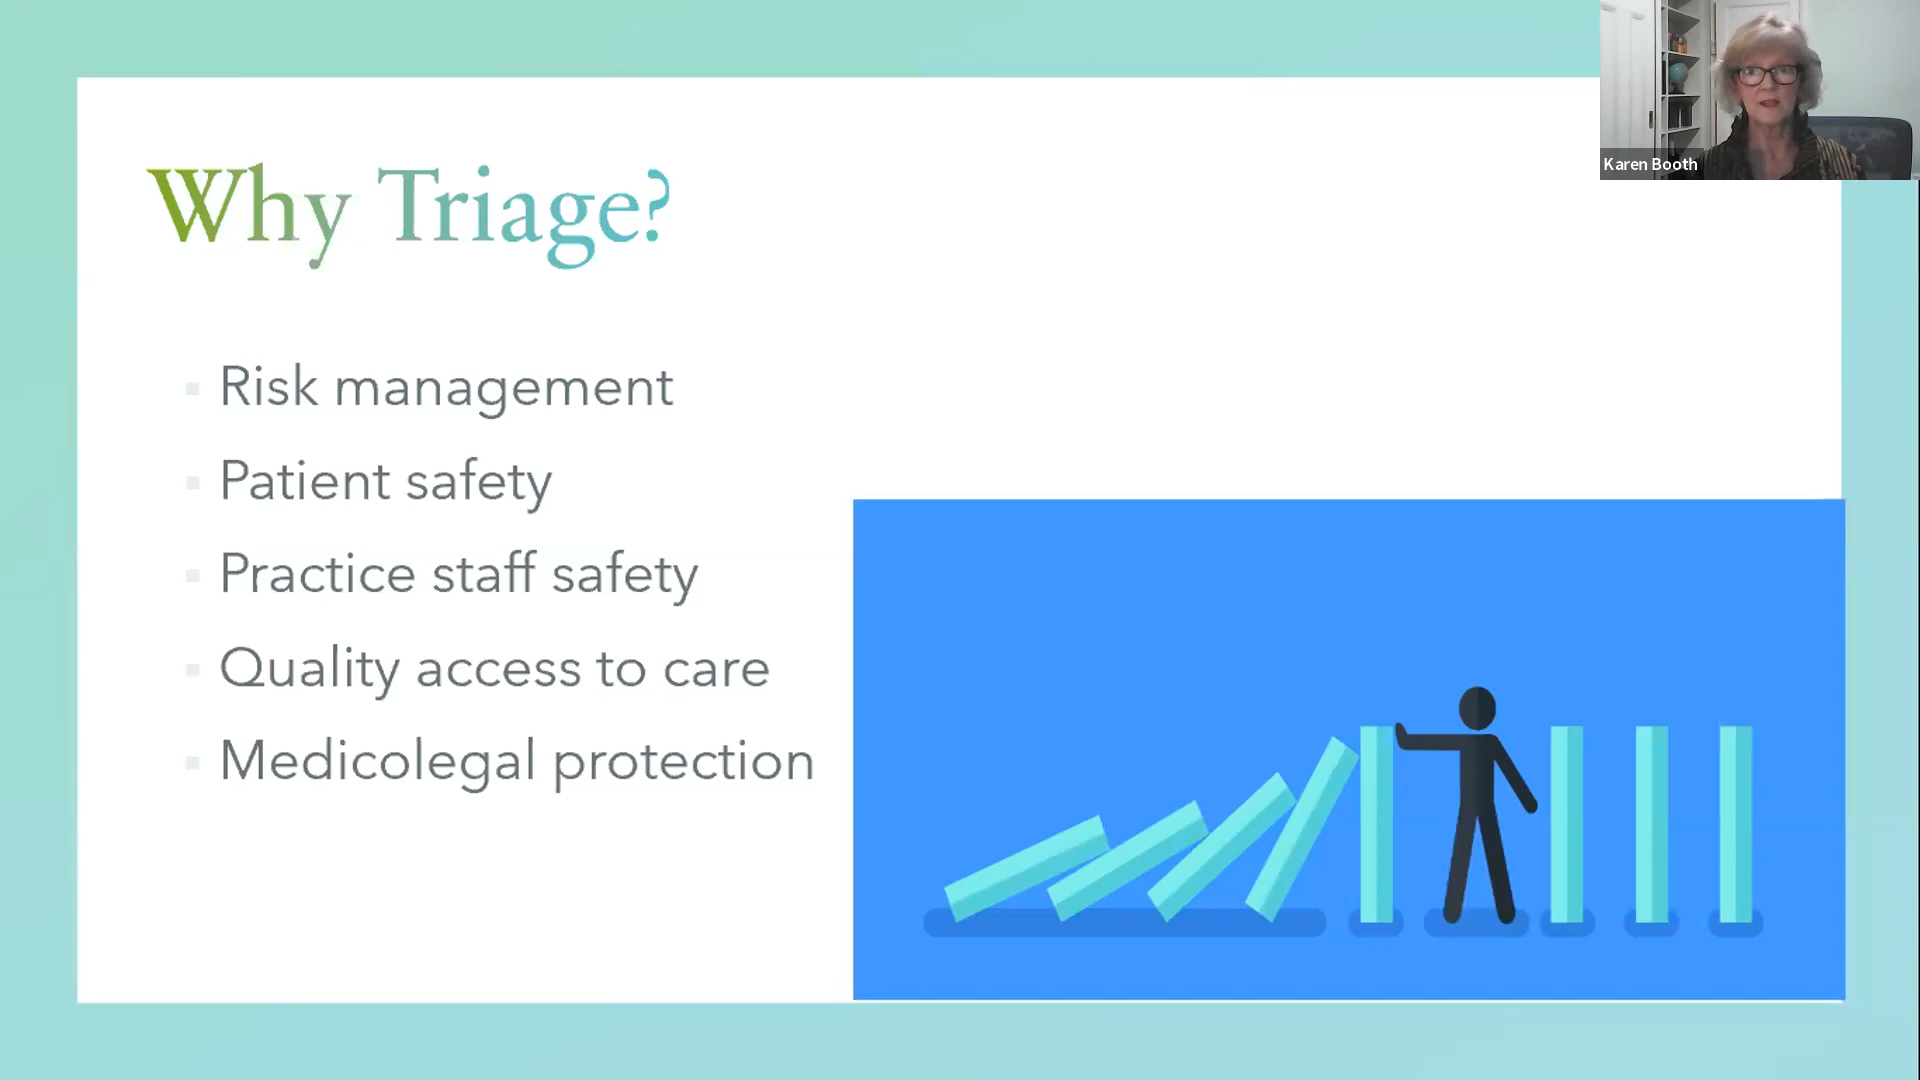 Why Triage?
Risk management
Patient safety
Practice staff safety
Quality access to care
Medicolegal protection
Karen Booth